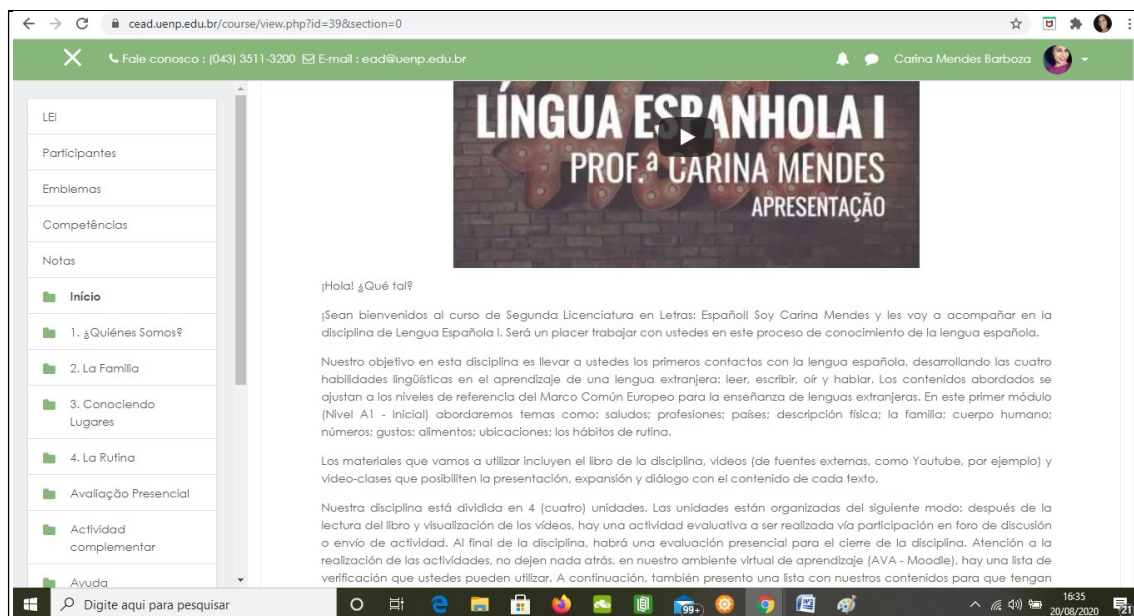 cead.uenp.edu.br/course/view.php?id=39&section=0
Fale conosco : (043) 3511-3200 E-mail : ead@uenp.edu.br
Carina Mendes Barboza
LEI
Participantes
Emblemas
Competências
Notas
Início
1. ¿Quiénes Somos?
2. La Familia
3. Conociendo
Lugares
4. La Rutina
Avaliação Presencial
Actividad
complementar
Ayuda
LÍNGUA ESPANHOLA I
PROF.ª CARINA MENDES
APRESENTAÇÃO
¡Hola! ¿Qué tal?
¡Sean bienvenidos al curso de Segunda Licenciatura en Letras: Español! Soy Carina Mendes y les voy a acompañar en la
disciplina de Lengua Española I. Será un placer trabajar con ustedes en este proceso de conocimiento de la lengua española.
Nuestro objetivo en esta disciplina es llevar a ustedes los primeros contactos con la lengua española, desarrollando las cuatro
habilidades lingüísticas en el aprendizaje de una lengua extranjera: leer, escribir, oír y hablar. Los contenidos abordados se
ajustan a los niveles de referencia del Marco Común Europeo para la enseñanza de lenguas extranjeras. En este primer módulo
(Nivel A1 - Inicial) abordaremos temas como: saludos; profesiones; países; descripción física; la familia; cuerpo humano;
números; gustos; alimentos; ubicaciones; los hábitos de rutina.
Los materiales que vamos a utilizar incluyen el libro de la disciplina, videos (de fuentes externas, como Youtube, por ejemplo) y
video-clases que posibiliten la presentación, expansión y diálogo con el contenido de cada texto.
Nuestra disciplina está dividida en 4 (cuatro) unidades. Las unidades están organizadas del siguiente modo: después de la
lectura del libro y visualización de los vídeos, hay una actividad evaluativa a ser realizada vía participación en foro de discusión
o envío de actividad. Al final de la disciplina, habrá una evaluación presencial para el cierre de la disciplina. Atención a la
realización de las actividades, no dejen nada atrás, en nuestro ambiente virtual de aprendizaje (AVA - Moodle), hay una lista de
verificación que ustedes pueden utilizar. A continuación, también presento una lista con nuestros contenidos para que tengan
Digite aqui para pesquisar
99+
16:35
20/08/2020
21